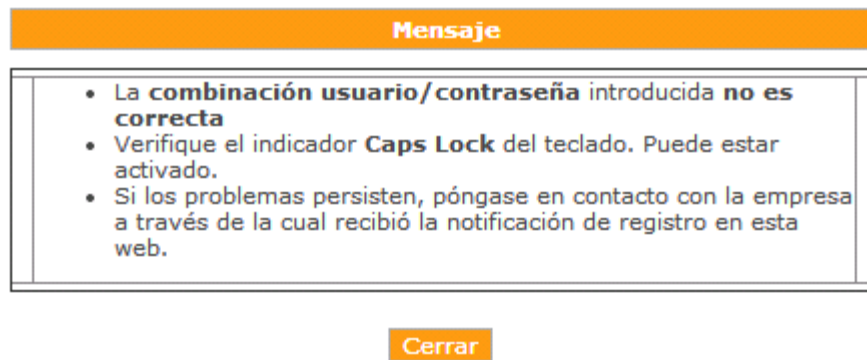 Mensaje
La combinación usuario/contraseña introducida no es
correcta
Verifique el indicador Caps Lock del teclado. Puede estar
activado.
Si los problemas persisten, póngase en contacto con la empresa
a través de la cual recibió la notificación de registro en esta
web.
Cerrar